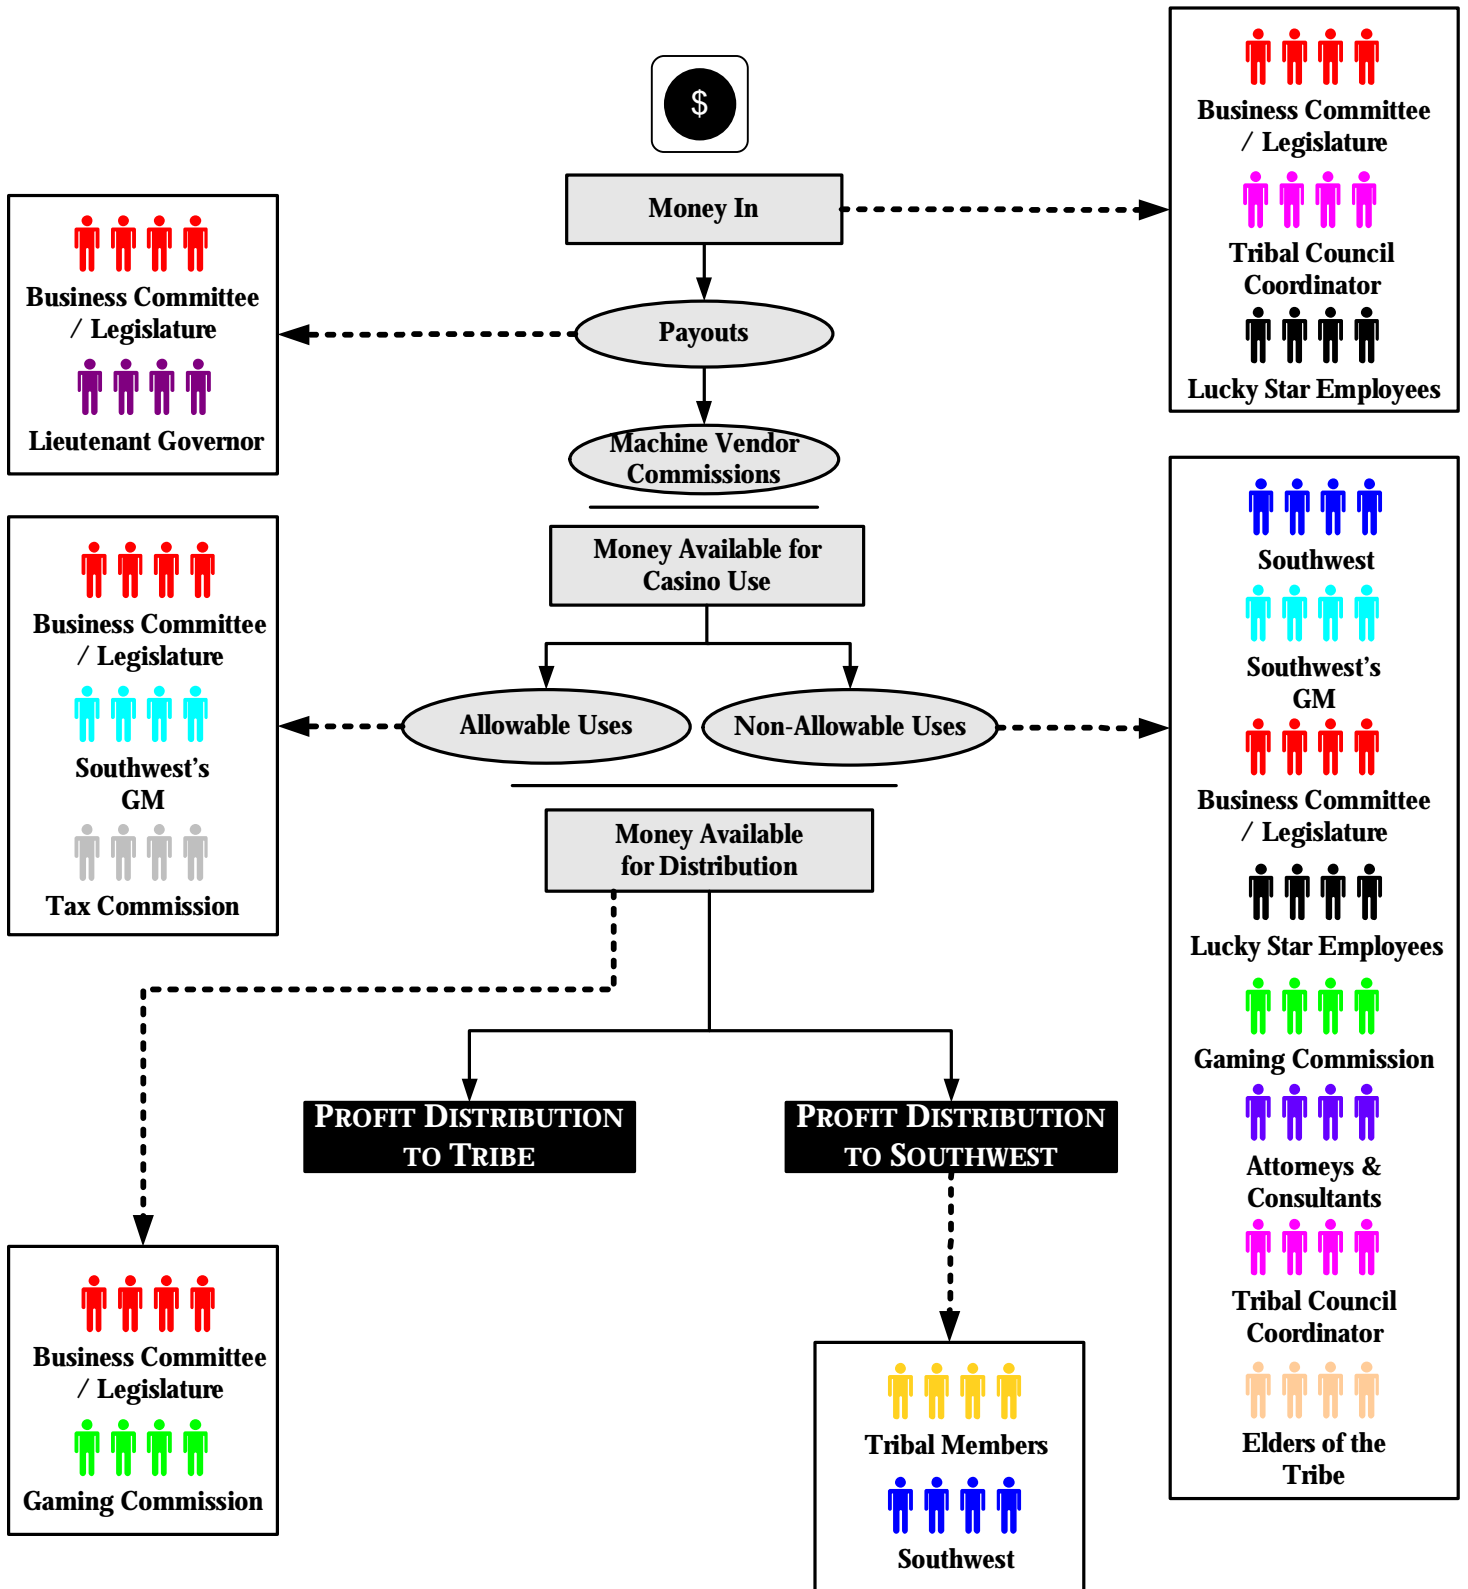 $
Money In
Business Committee
/ Legislature
Tribal Council
Coordinator
Lucky Star Employees
Business Committee
/ Legislature
Lieutenant Governor
Payouts
Machine Vendor
Commissions
Money Available for
Casino Use
Business Committee
/ Legislature
Southwest's
GM
Tax Commission
Allowable Uses
Non-Allowable Uses
Southwest
Southwest's
GM
Business Committee
/ Legislature
Lucky Star Employees
Gaming Commission
Attorneys &
Consultants
Tribal Council
Coordinator
Elders of the
Tribe
Money Available
for Distribution
PROFIT DISTRIBUTION
TO TRIBE
PROFIT DISTRIBUTION
TO SOUTHWEST
Business Committee
/ Legislature
Gaming Commission
Tribal Members
Southwest